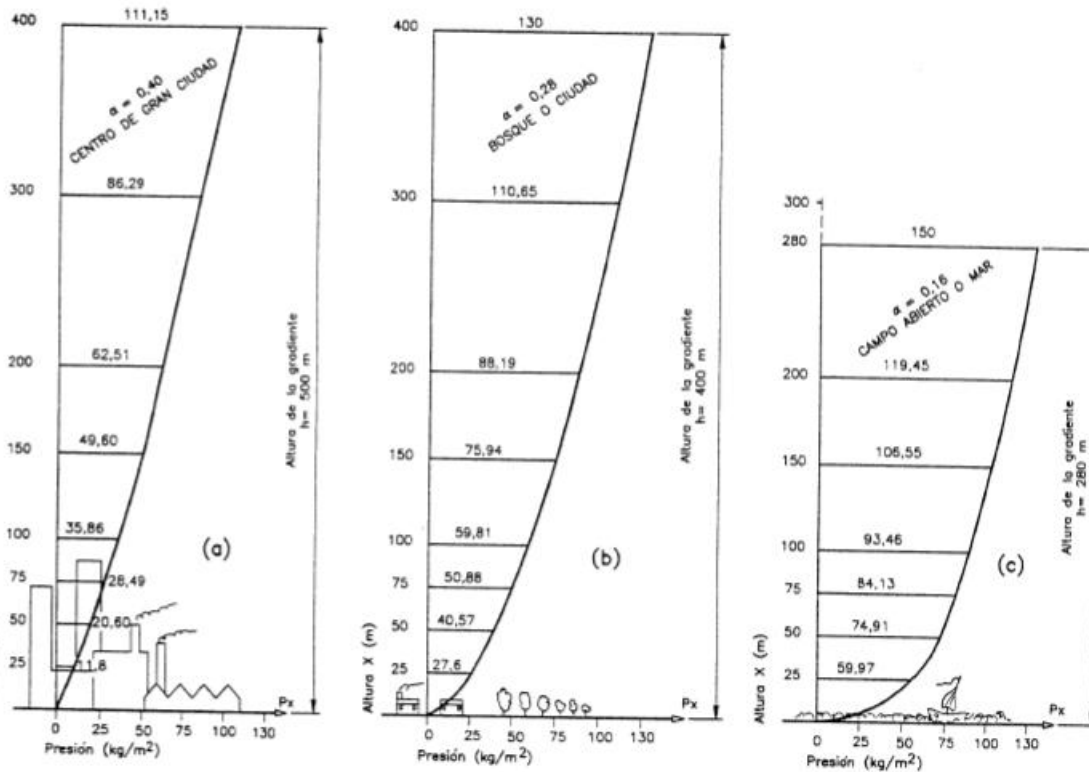 400
111,15
α = 0,40
CENTRO DE GRAN CIUDAD
300
86,29
200
62,51
150
49,60
100
35,86
75
28,49
50
20,60
25
11,8
0
25
50
75
100
130
Px
Presión (kg/m²)
(a)
Altura de la gradiente
h= 500 m
400
130
α = 0,28
BOSQUE O CIUDAD
300
110,65
200
88,19
150
75,94
100
59,81
75
50,88
50
40,57
25
27,6
Altura X (m)
0
25
50
75
100
130
Px
Presión (kg/m²)
(b)
Altura de la gradiente
h= 400 m
300
280
150
α = 0,16
CAMPO ABIERTO O MAR
200
119,45
150
106,55
100
93,46
75
84,13
50
74,91
25
59,97
Altura X (m)
0
25
50
75
100
130
Px
Presión (kg/m²)
(c)
Altura de la gradiente
h= 280 m